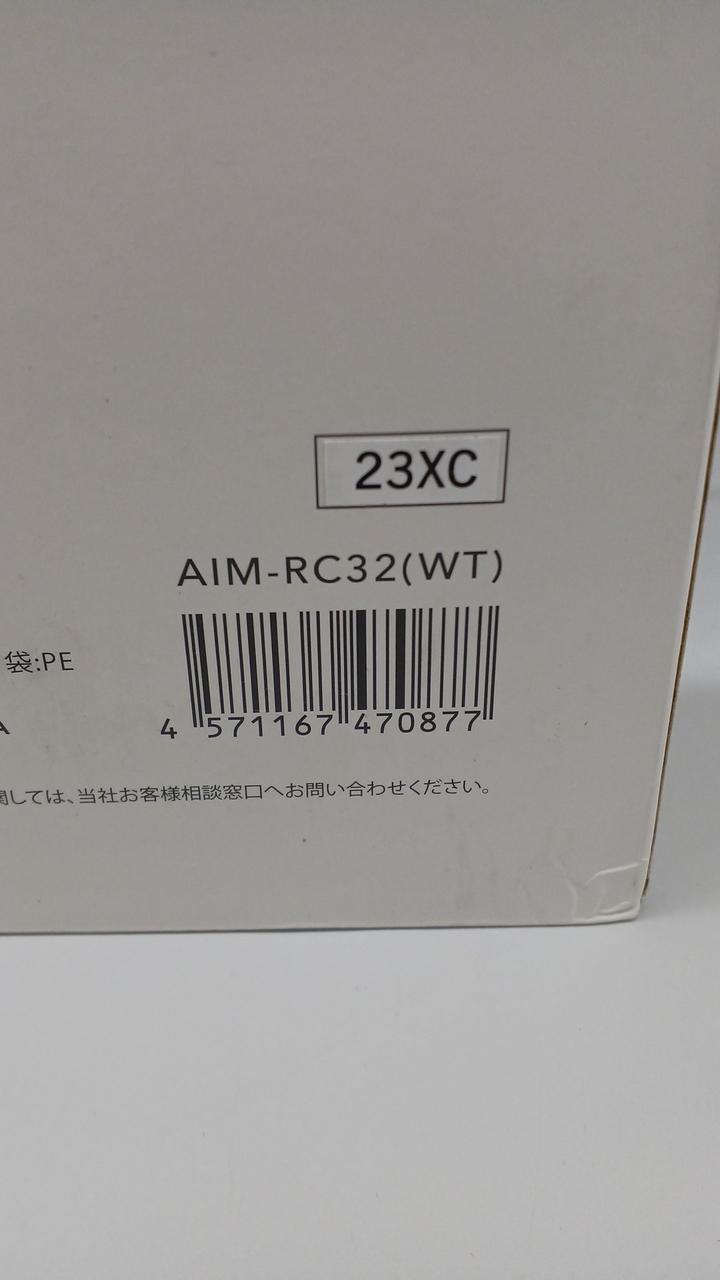 23XC
AIM-RC32(WT)
袋:PE
4 571167 470877
A
しては、当社お客様相談窓口へお問い合わせください。